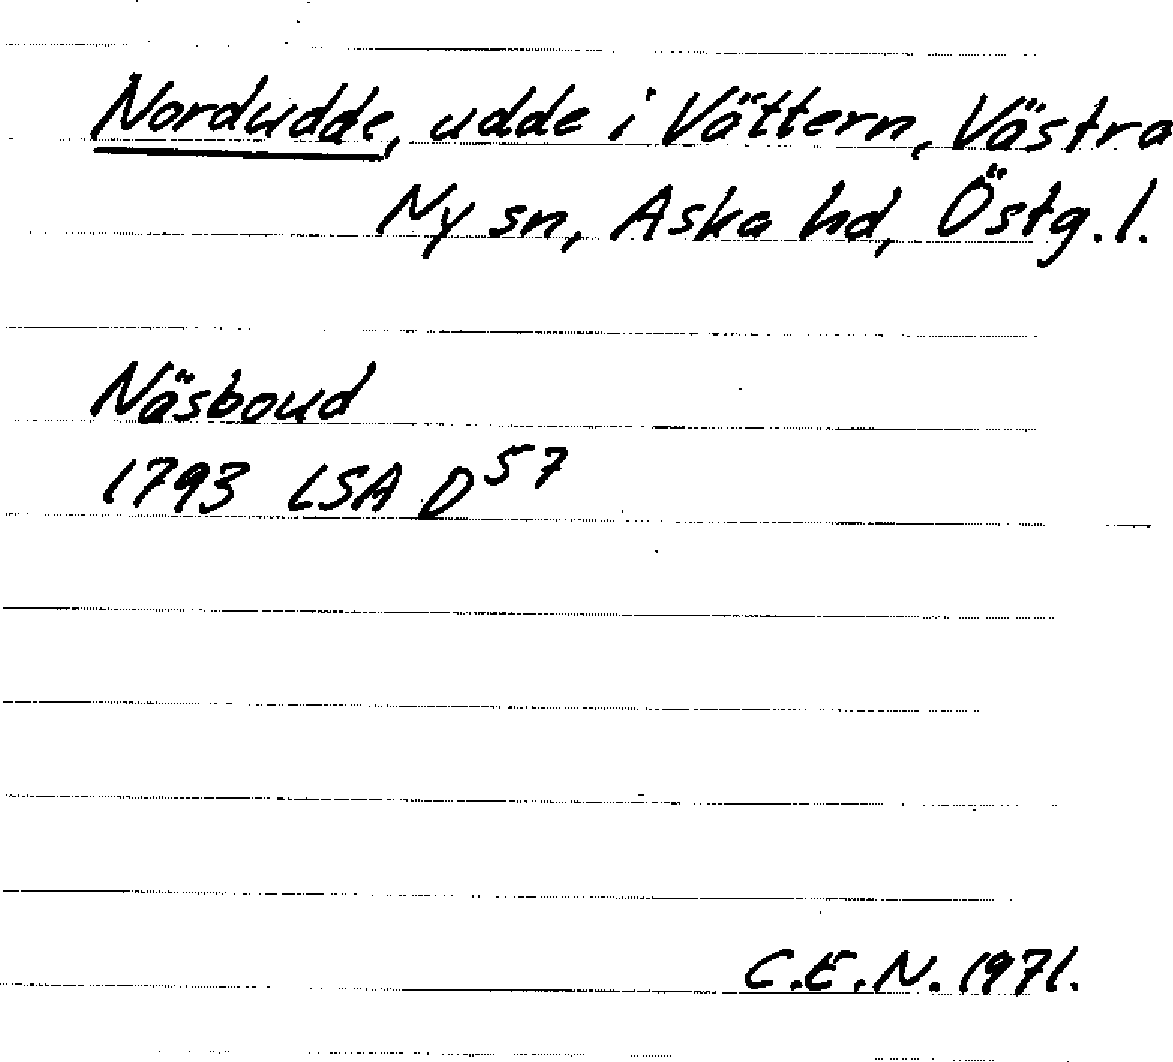 Nordudde, udde i Vättern, Västra
Ny sn, Aska hd, Östg. l.
Näsboud
1793 LSA D⁵⁷
C.E.N. 1971.